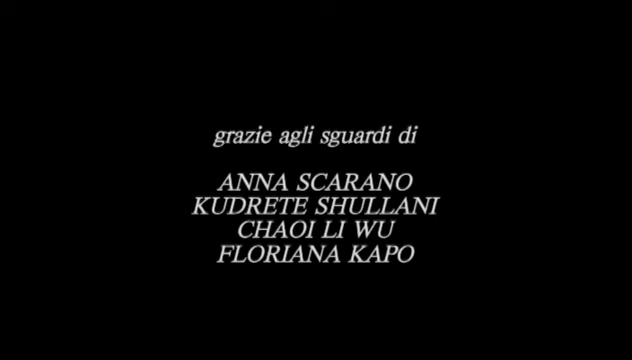 grazie agli sguardi di
ANNA SCARANO
KUDRETE SHULLANI
CHAOI LI WU
FLORIANA KAPO